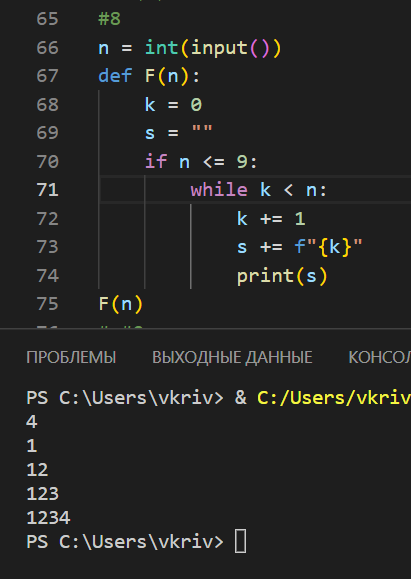 65 #8
66 n = int(input())
67 def F(n):
68     k = 0
69     s = ""
70     if n <= 9:
71         while k < n:
72             k += 1
73             s += f"{k}"
74             print(s)
75 F(n)
ПРОБЛЕМЫ ВЫХОДНЫЕ ДАННЫЕ КОНСОЛ
PS C:\Users\vkriv> & C:/Users/vkriv
4
1
12
123
1234
PS C:\Users\vkriv>